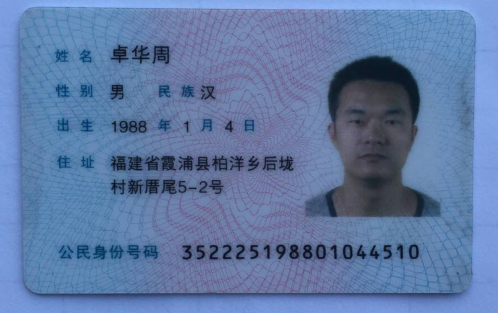 姓名 卓华周
性别 男 民族 汉
出生 1988 年 1 月 4 日
住址 福建省霞浦县柏洋乡后垅
村新厝尾5-2号
公民身份号码 352225198801044510